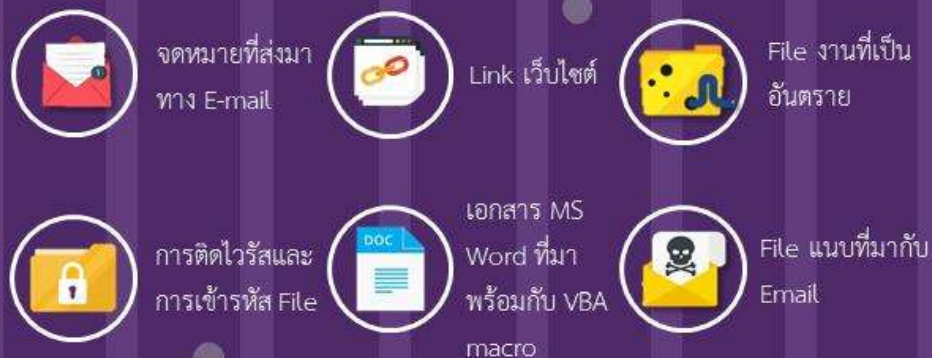 จดหมายที่ส่งมา
ทาง E-mail
Link เว็บไซต์
File งานที่เป็น
อันตราย
การติดไวรัสและ
การเข้ารหัส File
DOC
เอกสาร MS
Word ที่มา
พร้อมกับ VBA
macro
File แนบที่มากับ
Email